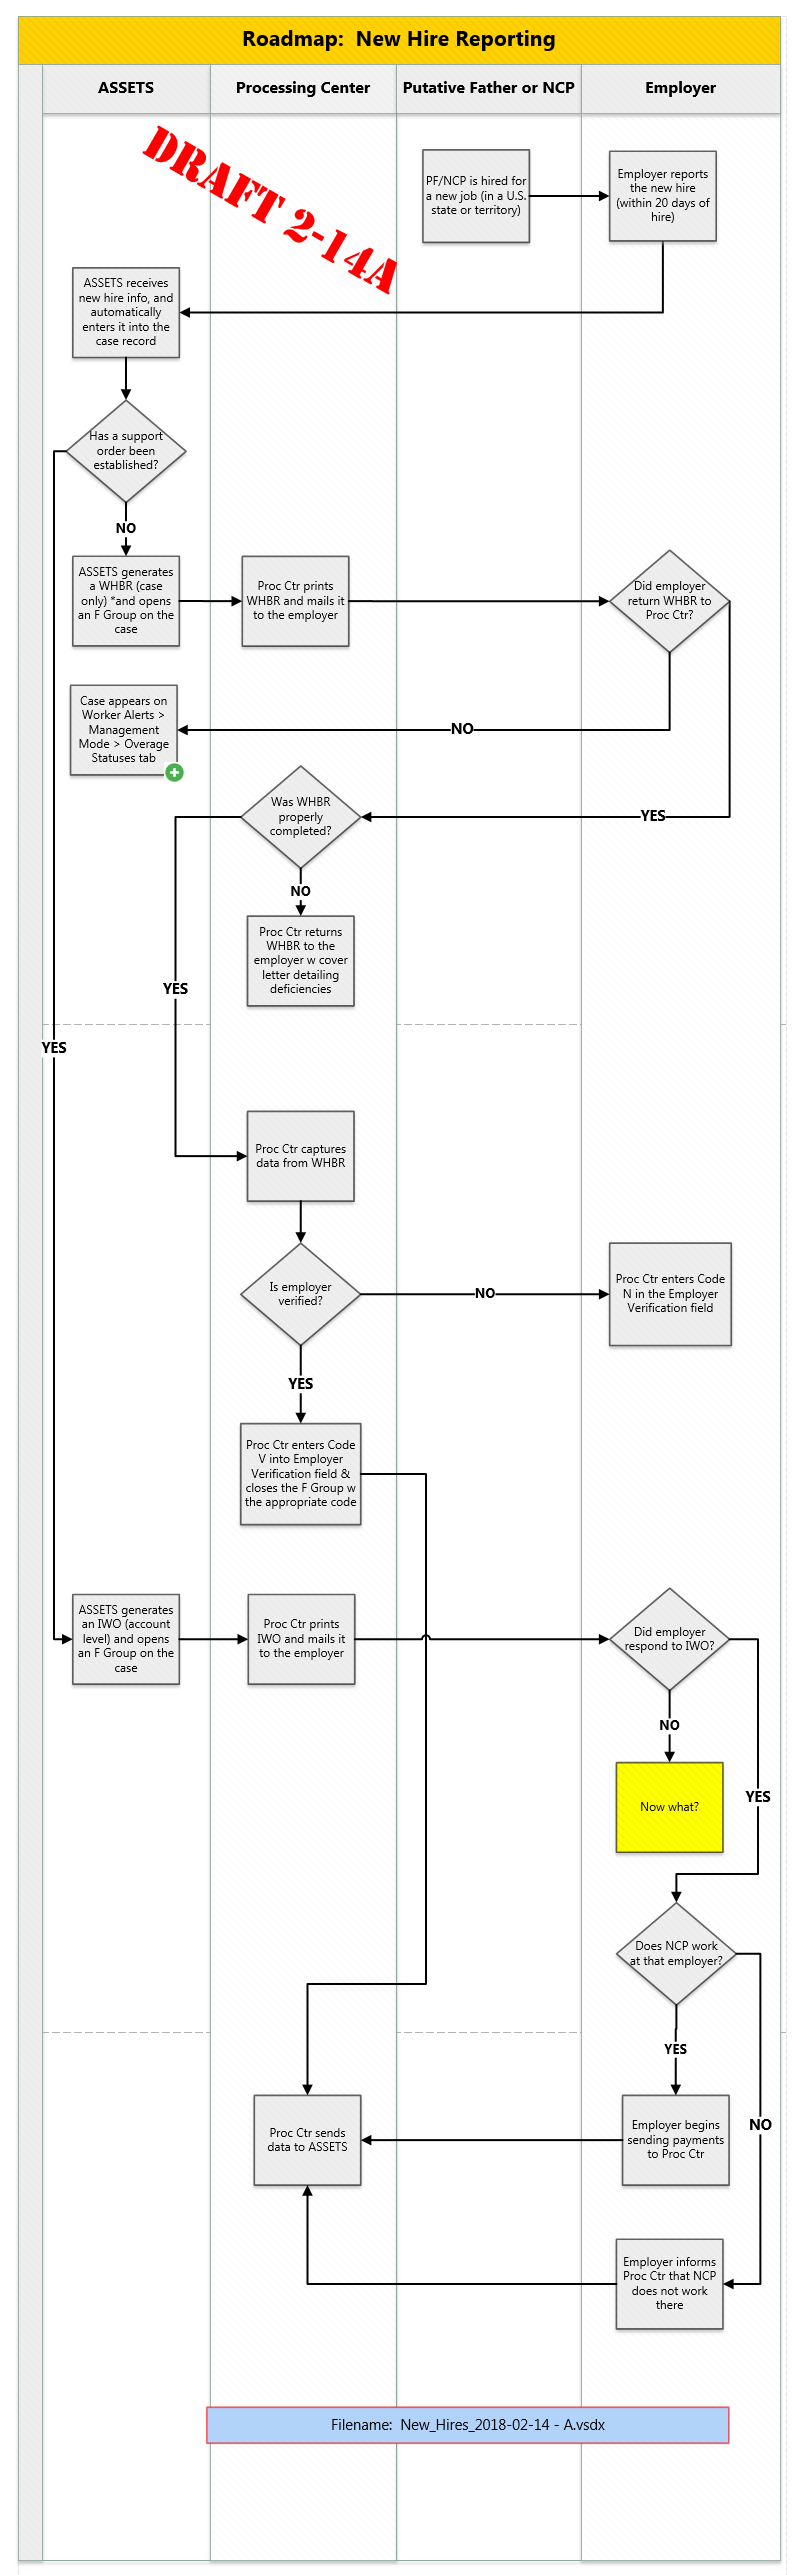 Roadmap:  New Hire Reporting
ASSETS
Processing Center
Putative Father or NCP
Employer
DRAFT 2-14A
PF/NCP is hired for
a new job (in a U.S.
state or territory)
Employer reports
the new hire
(within 20 days of
hire)
ASSETS receives
new hire info, and
automatically
enters it into the
case record
Has a support
order been
established?
NO
ASSETS generates
a WHBR (case
only) *and opens
an F Group on the
case
Proc Ctr prints
WHBR and mails it
to the employer
Did employer
return WHBR to
Proc Ctr?
Case appears on
Worker Alerts >
Management
Mode > Overage
Statuses tab
NO
Was WHBR
properly
completed?
YES
NO
Proc Ctr returns
WHBR to the
employer w cover
letter detailing
deficiencies
YES
YES
Proc Ctr captures
data from WHBR
Is employer
verified?
NO
Proc Ctr enters Code
N in the Employer
Verification field
YES
Proc Ctr enters Code
V into Employer
Verification field &
closes the F Group w
the appropriate code
ASSETS generates
an IWO (account
level) and opens
an F Group on the
case
Proc Ctr prints
IWO and mails it
to the employer
Did employer
respond to IWO?
NO
Now what?
YES
Does NCP work
at that employer?
YES
NO
Proc Ctr sends
data to ASSETS
Employer begins
sending payments
to Proc Ctr
Employer informs
Proc Ctr that NCP
does not work
there
Filename:  New_Hires_2018-02-14 - A.vsdx